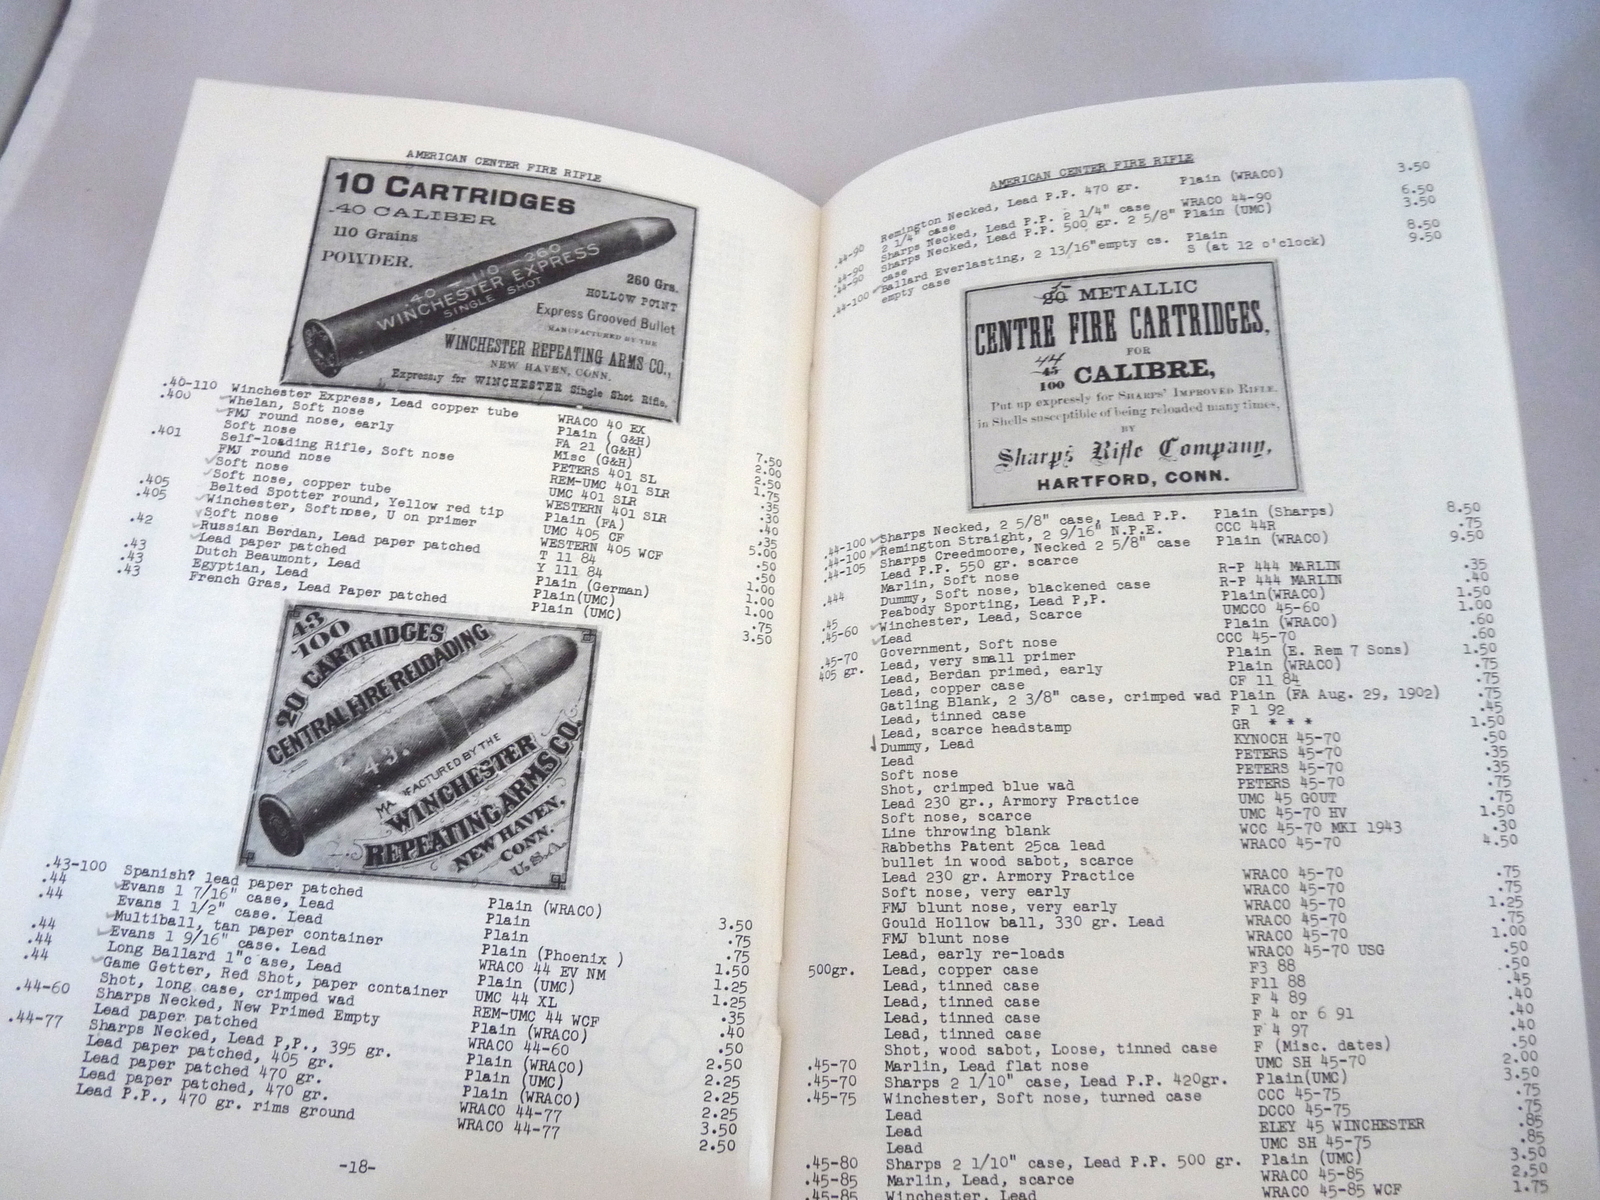 AMERICAN CENTER FIRE RIFLE
10 CARTRIDGES
.40 CALIBER
110 Grains
POWDER.
.40-110-260
WINCHESTER EXPRESS
SINGLE SHOT
260 Grs.
HOLLOW POINT
Express Grooved Bullet
MANUFACTURED BY THE
WINCHESTER REPEATING ARMS CO.,
NEW HAVEN, CONN.
Expressly for WINCHESTER Single Shot Rifle.
.40-110 Winchester Express, Lead copper tube WRACO 40 EX 7.50
.400 Whelan, Soft nose Plain ( G&H) 2.00
FMJ round nose, early FA 21 (G&H) 2.50
Soft nose Misc (G&H) 1.75
.401 Self-loading Rifle, Soft nose PETERS 401 SL .35
FMJ round nose REM-UMC 401 SLR .30
Soft nose UMC 401 SLR .40
Soft nose, copper tube WESTERN 401 SLR .35
.405 Belted Spotter round, Yellow red tip Plain (FA) 5.00
.405 Winchester, Softnose, U on primer UMC 405 CF .50
Soft nose WESTERN 405 WCF .50
.42 Russian Berdan, Lead paper patched T 11 84 1.00
Lead paper patched Y 111 84 1.00
.43 Dutch Beaumont, Lead Plain (German) 1.00
.43 Egyptian, Lead Plain(UMC) .75
.43 French Gras, Lead Paper patched Plain (UMC) 3.50
43
-100
20 CARTRIDGES
CENTRAL FIRE RELOADING
43.
MANUFACTURED BY THE
WINCHESTER
REPEATING ARMS CO.
NEW HAVEN,
CONN.
U.S.A.
.43-100 Spanish? lead paper patched Plain (WRACO) 3.50
.44 Evans 1 7/16" case, Lead Plain .75
.44 Evans 1 1/2" case. Lead Plain .75
Multiball, tan paper container Plain (Phoenix ) 1.50
.44 Evans 1 9/16" case. Lead WRACO 44 EV NM 1.25
.44 Long Ballard 1"c ase, Lead Plain (UMC) 1.25
.44 Game Getter, Red Shot, paper container UMC 44 XL .35
Shot, long case, crimped wad REM-UMC 44 WCF .40
.44-60 Sharps Necked, New Primed Empty Plain (WRACO) .50
Lead paper patched WRACO 44-60 2.50
.44-77 Sharps Necked, Lead P,P., 395 gr. Plain (WRACO) 2.25
Lead paper patched, 405 gr. Plain (UMC) 2.25
Lead paper patched 470 gr. Plain (WRACO) 2.25
Lead paper patched, 470 gr. WRACO 44-77 3.50
Lead P.P., 470 gr. rims ground WRACO 44-77 2.50
-18-
AMERICAN CENTER FIRE RIFLE
.44-90 Remington Necked, Lead P.P. 470 gr. Plain (WRACO) 3.50
2 1/4" case
.44-90 Sharps Necked, Lead P.P. 2 1/4" case WRACO 44-90 6.50
.44-90 Sharps Necked, Lead P.P. 500 gr. 2 5/8" Plain (UMC) 3.50
case Plain 8.50
.44-100 Ballard Everlasting, 2 13/16"empty cs. S (at 12 o'clock) 9.50
empty case
20 METALLIC
CENTRE FIRE CARTRIDGES,
FOR
44
45
100 CALIBRE,
Put up expressly for SHARPS' IMPROVED RIFLE,
in Shells susceptible of being reloaded many times,
BY
Sharps Rifle Company,
HARTFORD, CONN.
.44-100 Sharps Necked, 2 5/8" case, Lead P.P. Plain (Sharps) 8.50
.44-100 Remington Straight, 2 9/16" N.P.E. CCC 44R .75
.44-105 Sharps Creedmoore, Necked 2 5/8" case Plain (WRACO) 9.50
Lead P.P. 550 gr. scarce
.444 Marlin, Soft nose R-P 444 MARLIN .35
Dummy, Soft nose, blackened case R-P 444 MARLIN .40
.45 Peabody Sporting, Lead P,P. Plain(WRACO) 1.50
.45-60 Winchester, Lead, Scarce UMCCO 45-60 1.00
Lead Plain (WRACO) .60
.45-70 Government, Soft nose CCC 45-70 .60
405 gr. Lead, very small primer Plain (E. Rem 7 Sons) 1.50
Lead, Berdan primed, early Plain (WRACO) .75
Lead, copper case CF 11 84 .75
Gatling Blank, 2 3/8" case, crimped wad Plain (FA Aug. 29, 1902) .75
Lead, tinned case F 1 92 .45
Lead, scarce headstamp GR * * * 1.50
Dummy, Lead KYNOCH 45-70 .50
Lead PETERS 45-70 .35
Soft nose PETERS 45-70 .35
Shot, crimped blue wad PETERS 45-70 .75
Lead 230 gr., Armory Practice UMC 45 GOUT .75
Soft nose, scarce UMC 45-70 HV 1.50
Line throwing blank WCC 45-70 MKI 1943 .30
Rabbeths Patent 25ca lead WRACO 45-70 4.50
bullet in wood sabot, scarce
Lead 230 gr. Armory Practice WRACO 45-70 .75
Soft nose, very early WRACO 45-70 .75
FMJ blunt nose, very early WRACO 45-70 1.25
Gould Hollow ball, 330 gr. Lead WRACO 45-70 .75
FMJ blunt nose WRACO 45-70 1.00
Lead, early re-loads WRACO 45-70 USG .50
500gr. Lead, copper case F3 88 .50
Lead, tinned case F11 88 .45
Lead, tinned case F 4 89 .40
Lead, tinned case F 4 or 6 91 .40
Lead, tinned case F 4 97 .40
Shot, wood sabot, Loose, tinned case F (Misc. dates) .50
.45-70 Marlin, Lead flat nose UMC SH 45-70 2.00
.45-70 Sharps 2 1/10" case, Lead P.P. 420gr. Plain(UMC) 3.50
.45-75 Winchester, Soft nose, turned case CCC 45-75 .75
Lead DCCO 45-75 .75
Lead ELEY 45 WINCHESTER .85
Lead UMC SH 45-75 .85
.45-80 Sharps 2 1/10" case, Lead P.P. 500 gr. Plain (UMC) 3.50
.45-85 Marlin, Lead, scarce WRACO 45-85 2.50
.45-85 Winchester, Lead WRACO 45-85 WCF 1.75